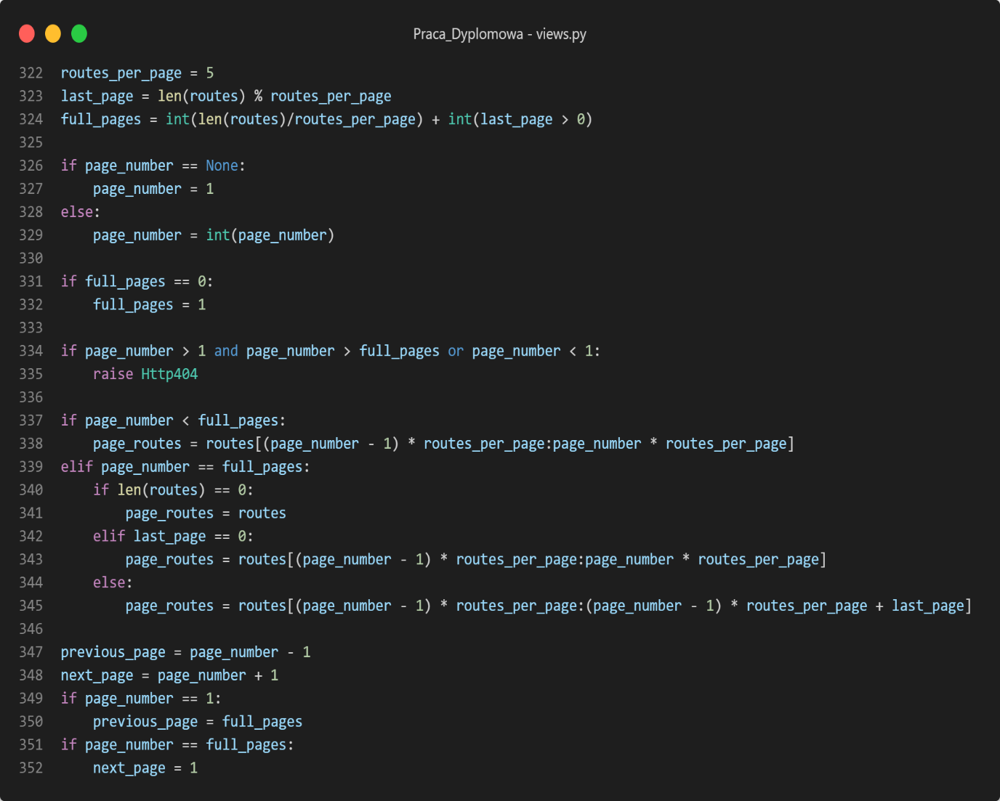 Praca_Dyplomowa - views.py
322 routes_per_page = 5
323 last_page = len(routes) % routes_per_page
324 full_pages = int(len(routes)/routes_per_page) + int(last_page > 0)
325
326 if page_number == None:
327     page_number = 1
328 else:
329     page_number = int(page_number)
330
331 if full_pages == 0:
332     full_pages = 1
333
334 if page_number > 1 and page_number > full_pages or page_number < 1:
335     raise Http404
336
337 if page_number < full_pages:
338     page_routes = routes[(page_number - 1) * routes_per_page:page_number * routes_per_page]
339 elif page_number == full_pages:
340     if len(routes) == 0:
341         page_routes = routes
342     elif last_page == 0:
343         page_routes = routes[(page_number - 1) * routes_per_page:page_number * routes_per_page]
344     else:
345         page_routes = routes[(page_number - 1) * routes_per_page:(page_number - 1) * routes_per_page + last_page]
346
347 previous_page = page_number - 1
348 next_page = page_number + 1
349 if page_number == 1:
350     previous_page = full_pages
351 if page_number == full_pages:
352     next_page = 1